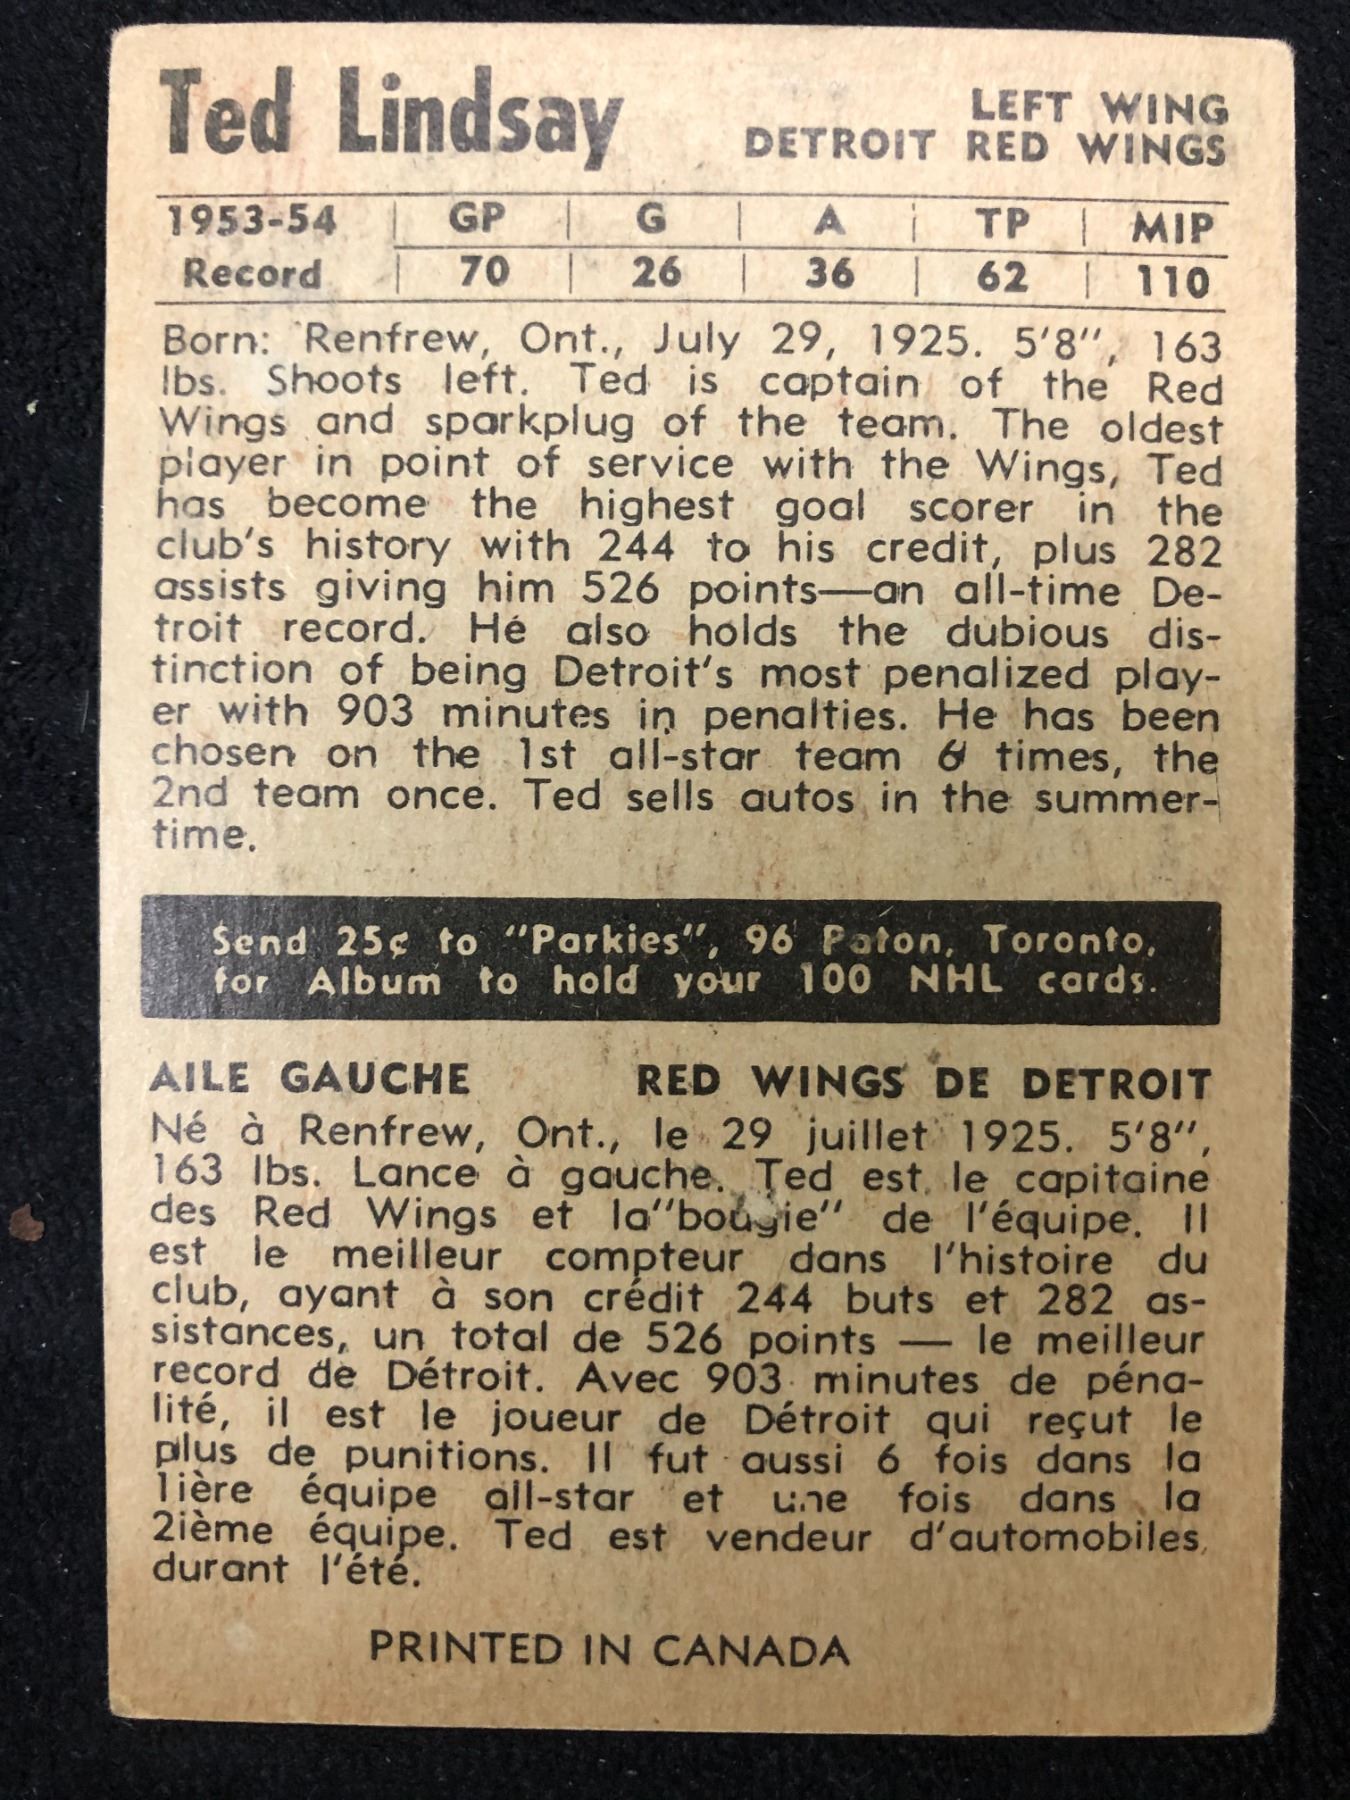 Ted Lindsay
LEFT WING
DETROIT RED WINGS
1953-54 | GP | G | A | TP | MIP
Record | 70 | 26 | 36 | 62 | 110
Born: Renfrew, Ont., July 29, 1925. 5'8", 163
lbs. Shoots left. Ted is captain of the Red
Wings and sparkplug of the team. The oldest
player in point of service with the Wings, Ted
has become the highest goal scorer in the
club's history with 244 to his credit, plus 282
assists giving him 526 points—an all-time De-
troit record. He also holds the dubious dis-
tinction of being Detroit's most penalized play-
er with 903 minutes in penalties. He has been
chosen on the 1st all-star team 6 times, the
2nd team once. Ted sells autos in the summer-
time.
Send 25¢ to "Parkies", 96 Paton, Toronto,
for Album to hold your 100 NHL cards.
AILE GAUCHE RED WINGS DE DETROIT
Né à Renfrew, Ont., le 29 juillet 1925. 5'8",
163 lbs. Lance à gauche. Ted est le capitaine
des Red Wings et la"bougie" de l'équipe. Il
est le meilleur compteur dans l'histoire du
club, ayant à son crédit 244 buts et 282 as-
sistances, un total de 526 points — le meilleur
record de Détroit. Avec 903 minutes de péna-
lité, il est le joueur de Détroit qui reçut le
plus de punitions. Il fut aussi 6 fois dans la
1ière équipe all-star et une fois dans la
2ième équipe. Ted est vendeur d'automobiles
durant l'été.
PRINTED IN CANADA